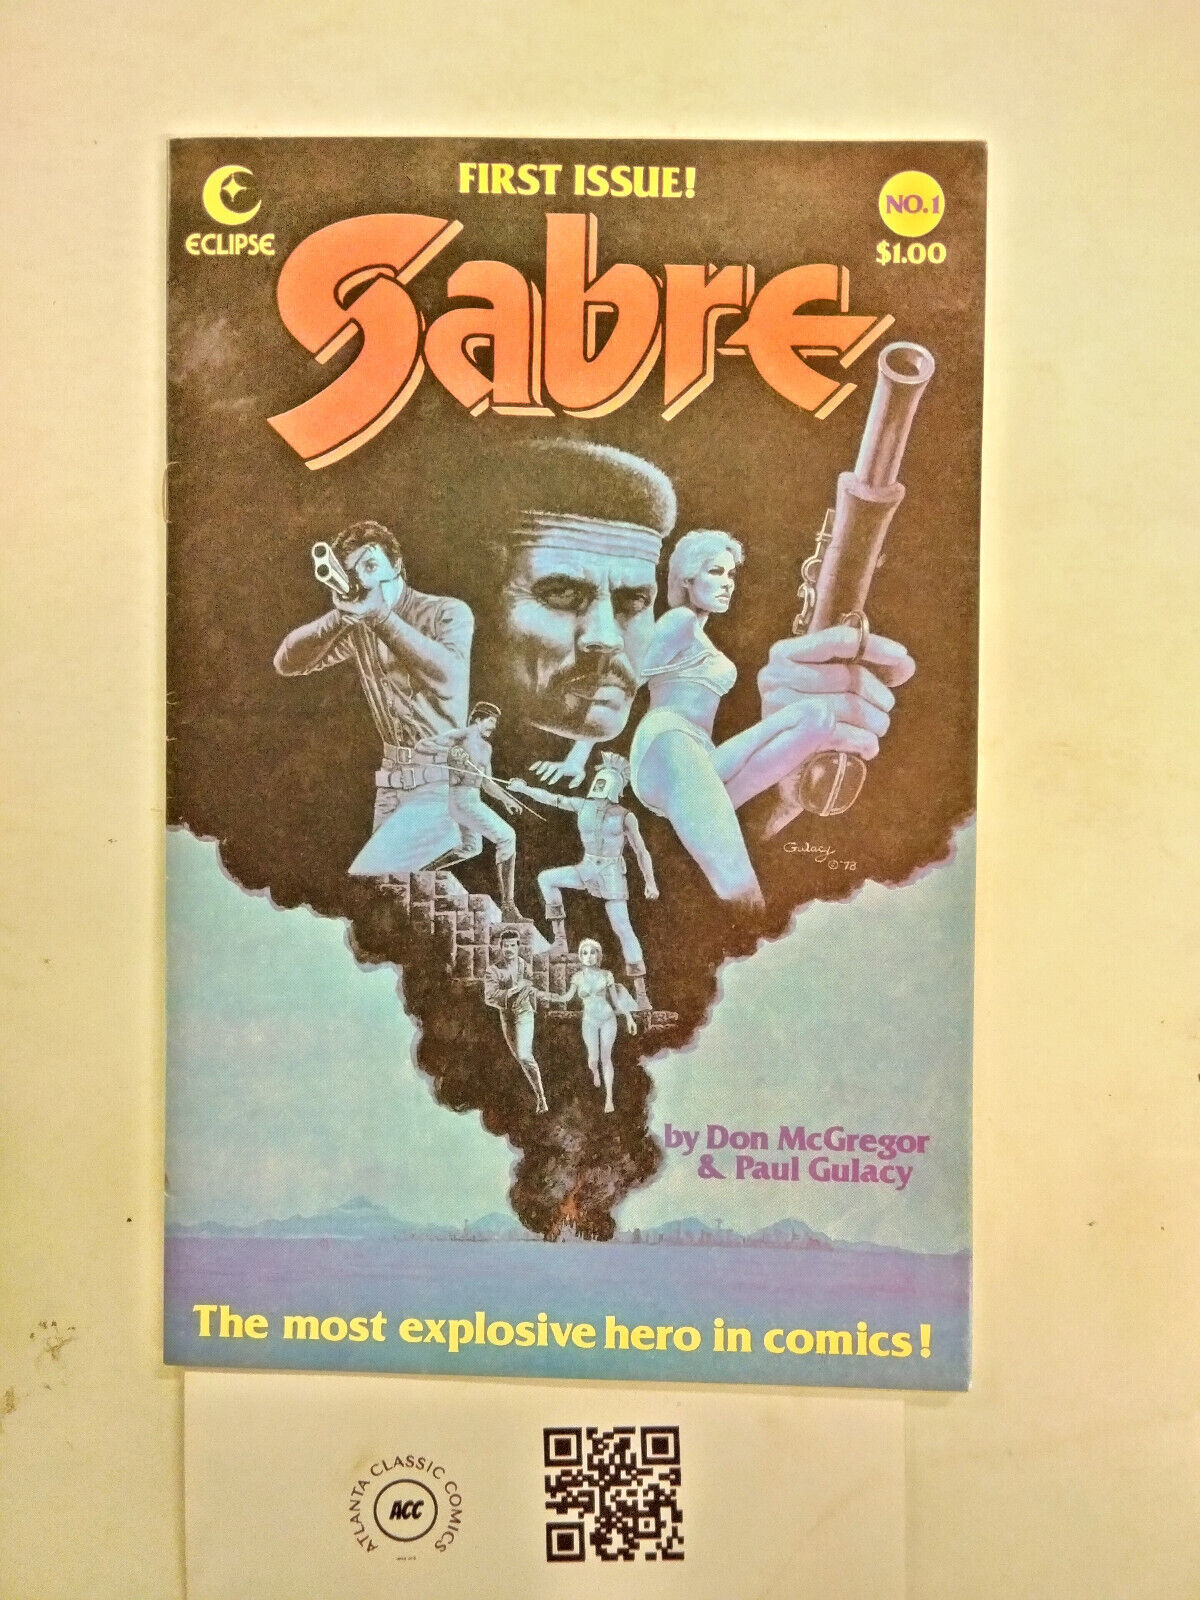 FIRST ISSUE!
ECLIPSE
NO.1
$1.00
Sabre
Gulacy
© '78
by Don McGregor
& Paul Gulacy
The most explosive hero in comics!
ATLANTA CLASSIC COMICS
ACC